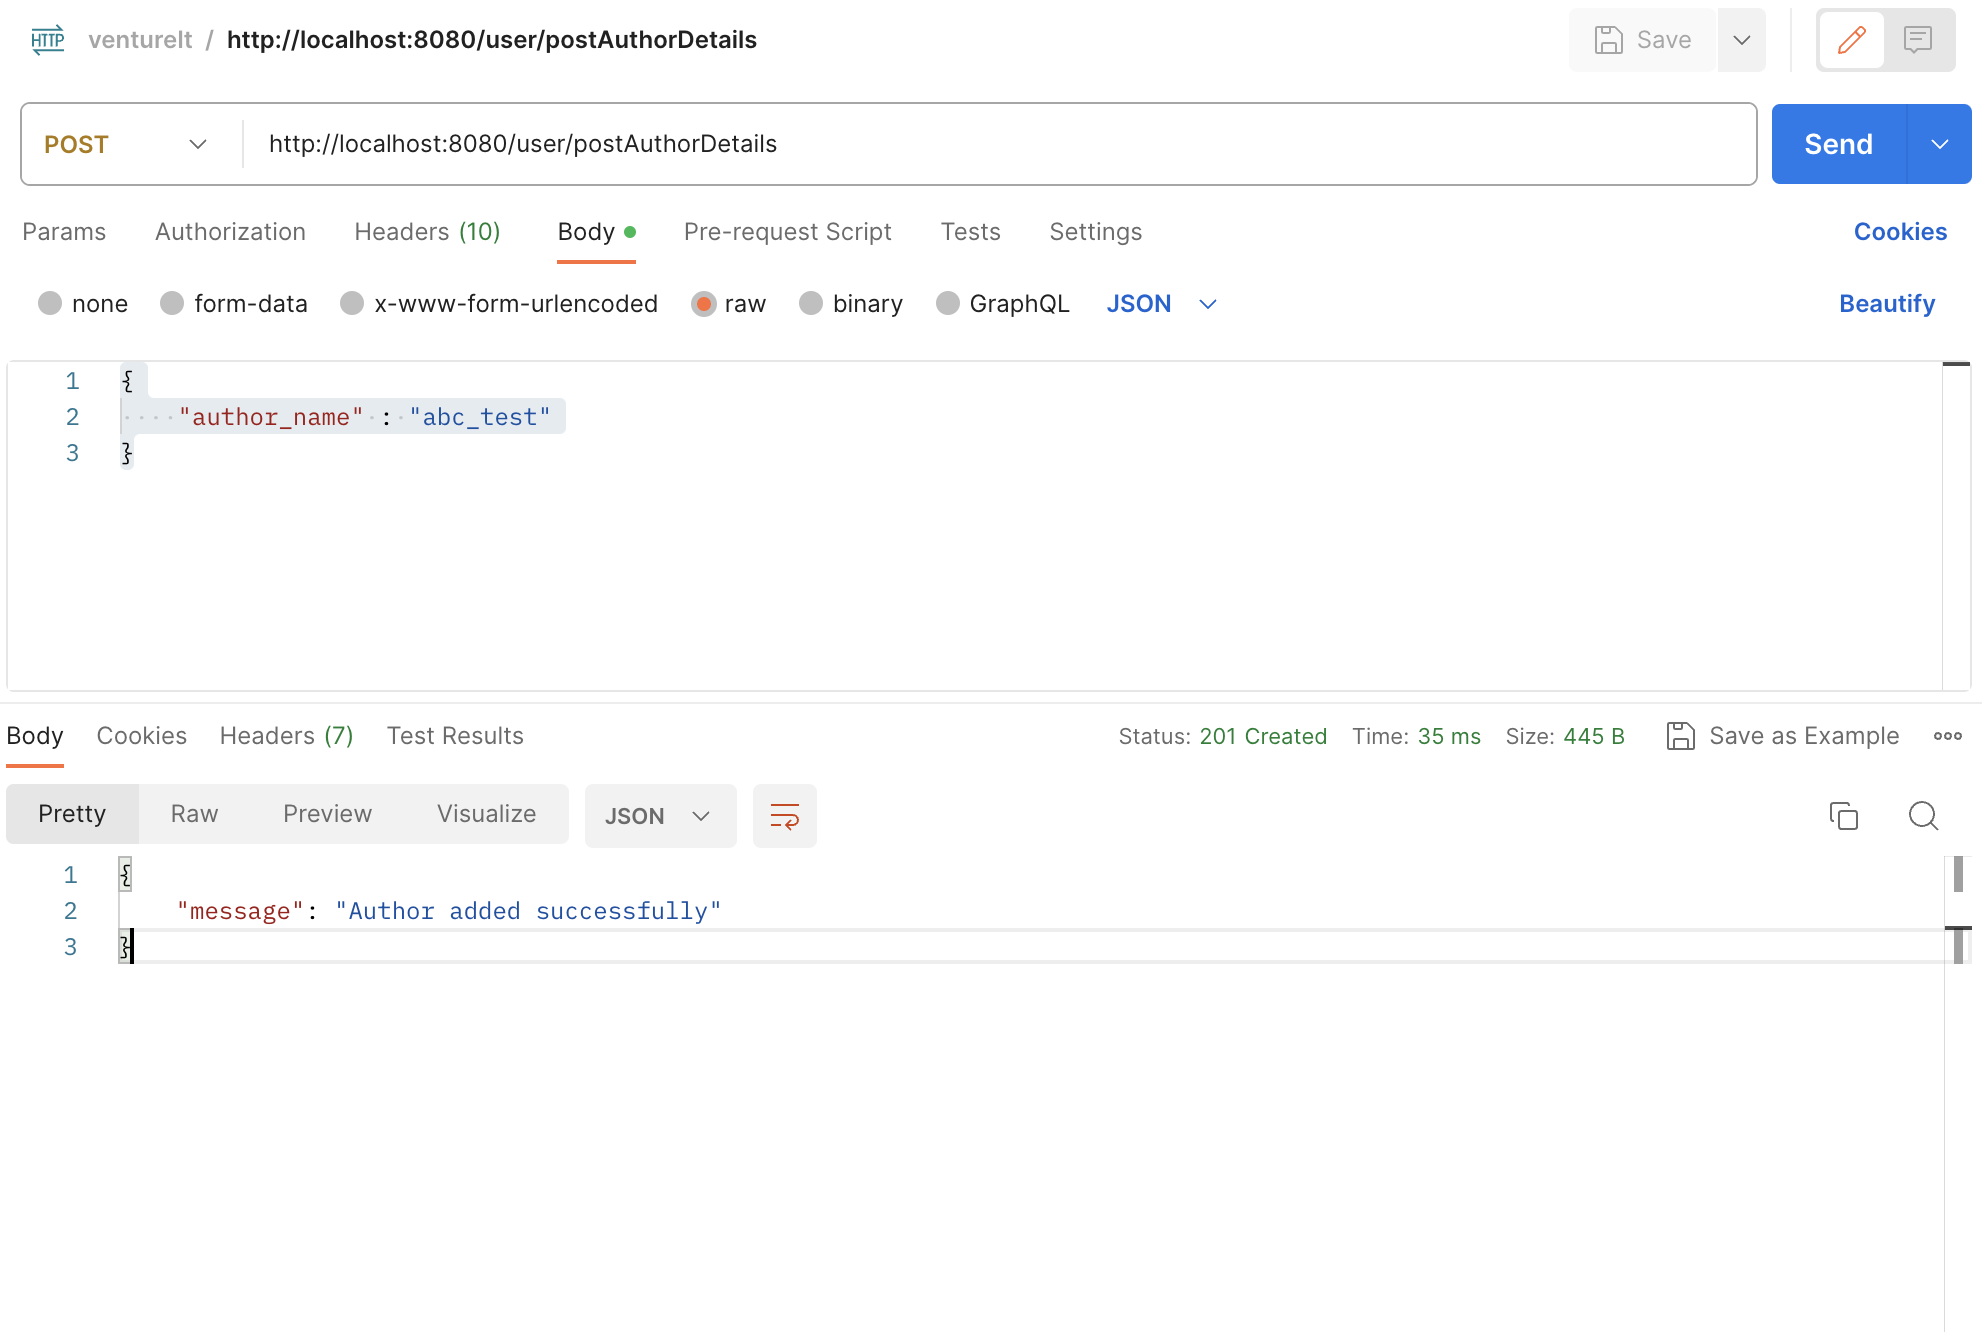 HTTP ventureIt / http://localhost:8080/user/postAuthorDetails Save
POST http://localhost:8080/user/postAuthorDetails Send
Params Authorization Headers (10) Body Pre-request Script Tests Settings Cookies
none form-data x-www-form-urlencoded raw binary GraphQL JSON Beautify
1 {
2 "author_name" : "abc_test"
3 }
Body Cookies Headers (7) Test Results Status: 201 Created Time: 35 ms Size: 445 B Save as Example
Pretty Raw Preview Visualize JSON
1 {
2 "message": "Author added successfully"
3 }